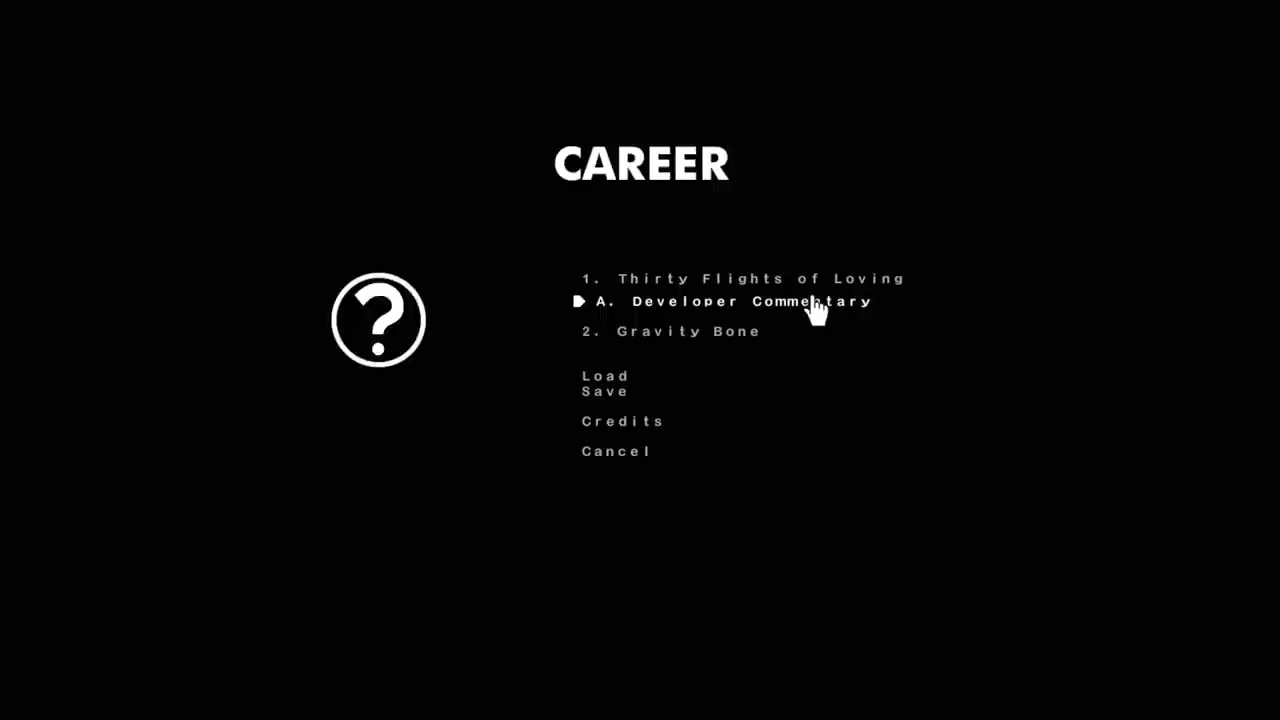 CAREER
?
1. Thirty Flights of Loving
A. Developer Commentary
2. Gravity Bone
Load
Save
Credits
Cancel